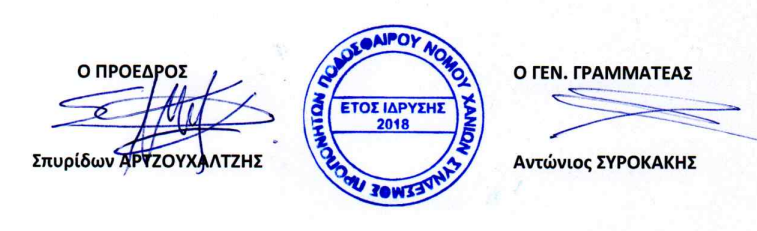 Ο ΠΡΟΕΔΡΟΣ
Σπυρίδων ΑΡΤΖΟΥΧΑΛΤΖΗΣ
ΣΥΝΔΕΣΜΟΣ ΠΡΟΠΟΝΗΤΩΝ ΠΟΔΟΣΦΑΙΡΟΥ ΝΟΜΟΥ ΧΑΝΙΩΝ
ΕΤΟΣ ΙΔΡΥΣΗΣ
2018
Ο ΓΕΝ. ΓΡΑΜΜΑΤΕΑΣ
Αντώνιος ΣΥΡΟΚΑΚΗΣ